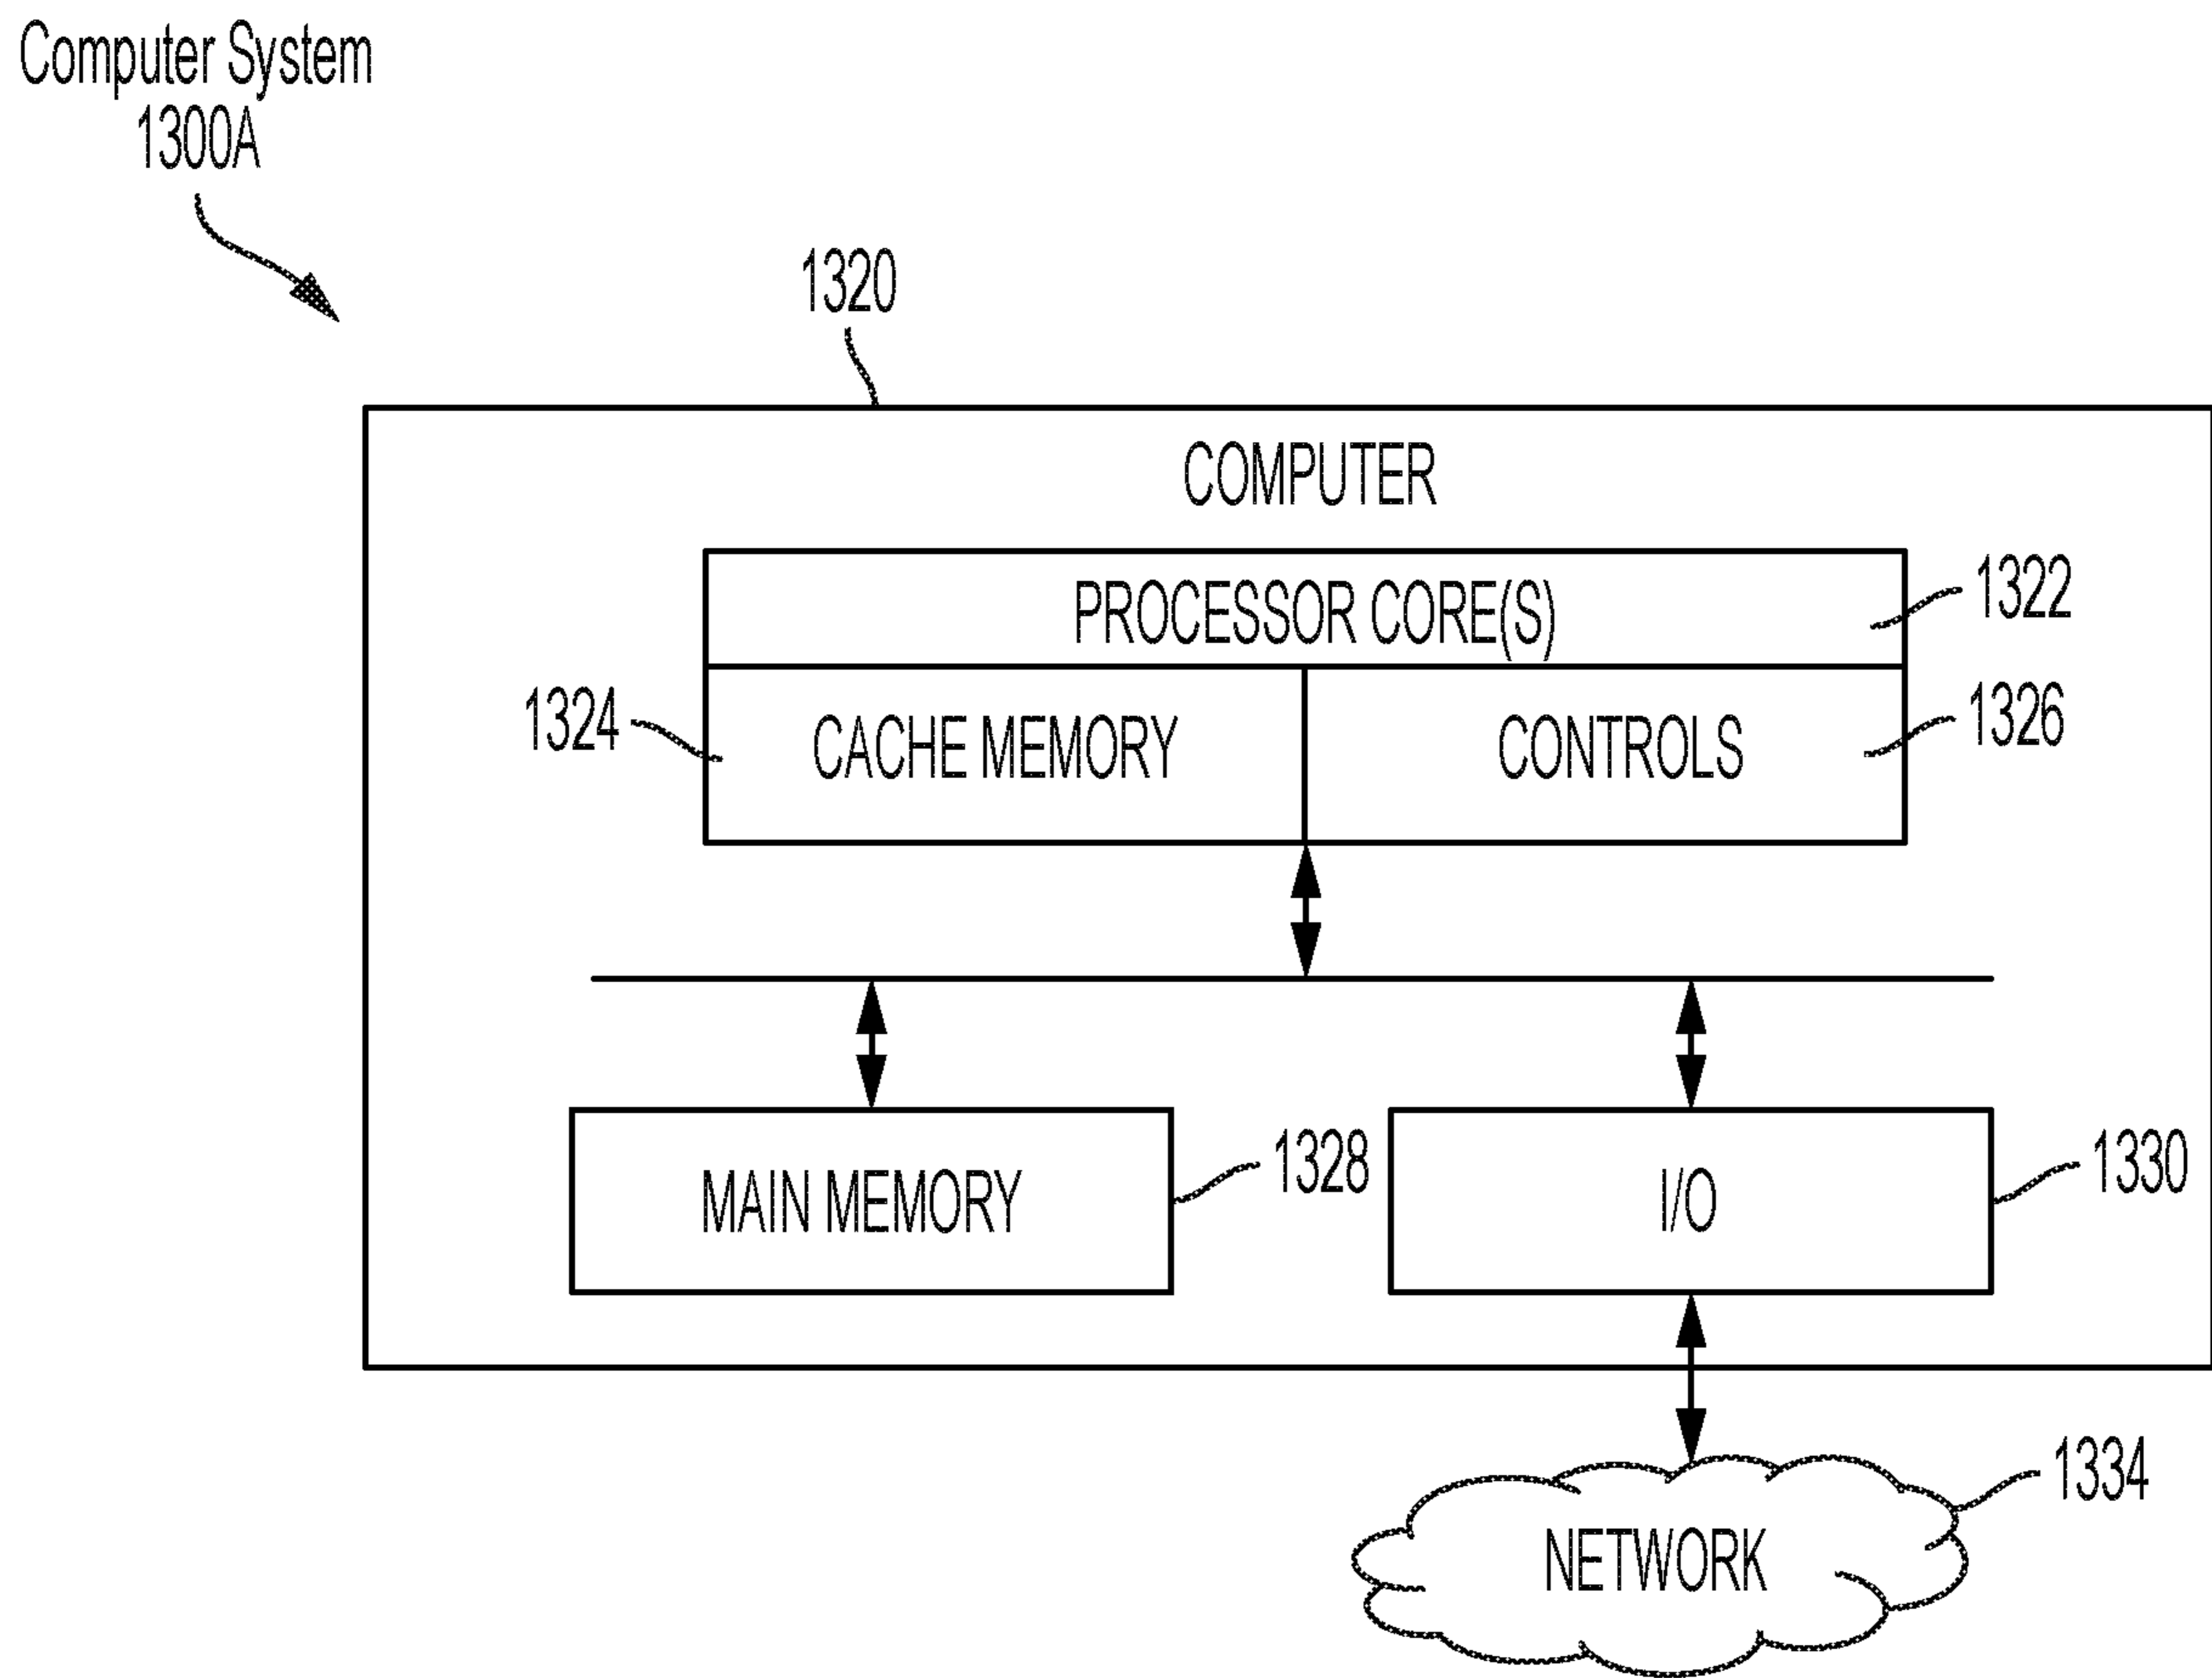 Computer System
1300A
1320
COMPUTER
PROCESSOR CORE(S)
1322
1324
CACHE MEMORY
CONTROLS
1326
MAIN MEMORY
1328
I/O
1330
NETWORK
1334